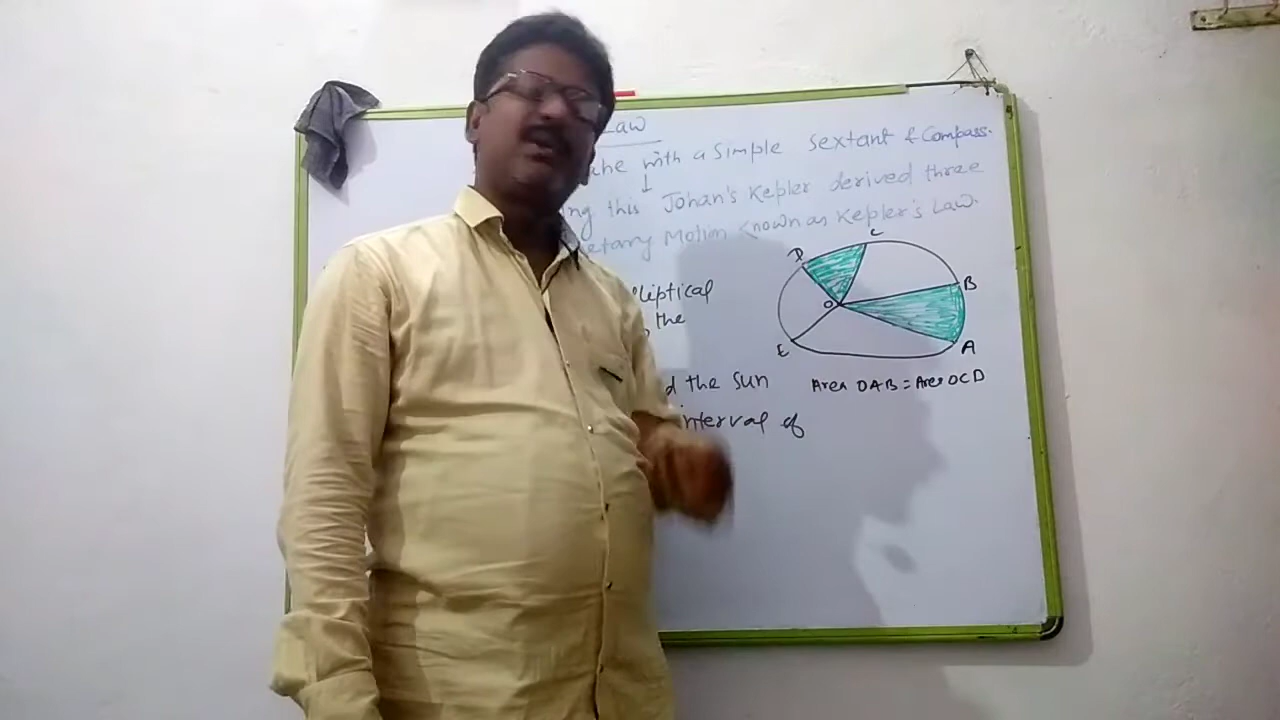 Law
ahe with a simple sextant & Compass.
ng this Johan's Kepler derived three
etary Motion known as Kepler's Law.
D C
lliptical B
O
the
E A
d the sun Area OAB = Area OCD
interval of